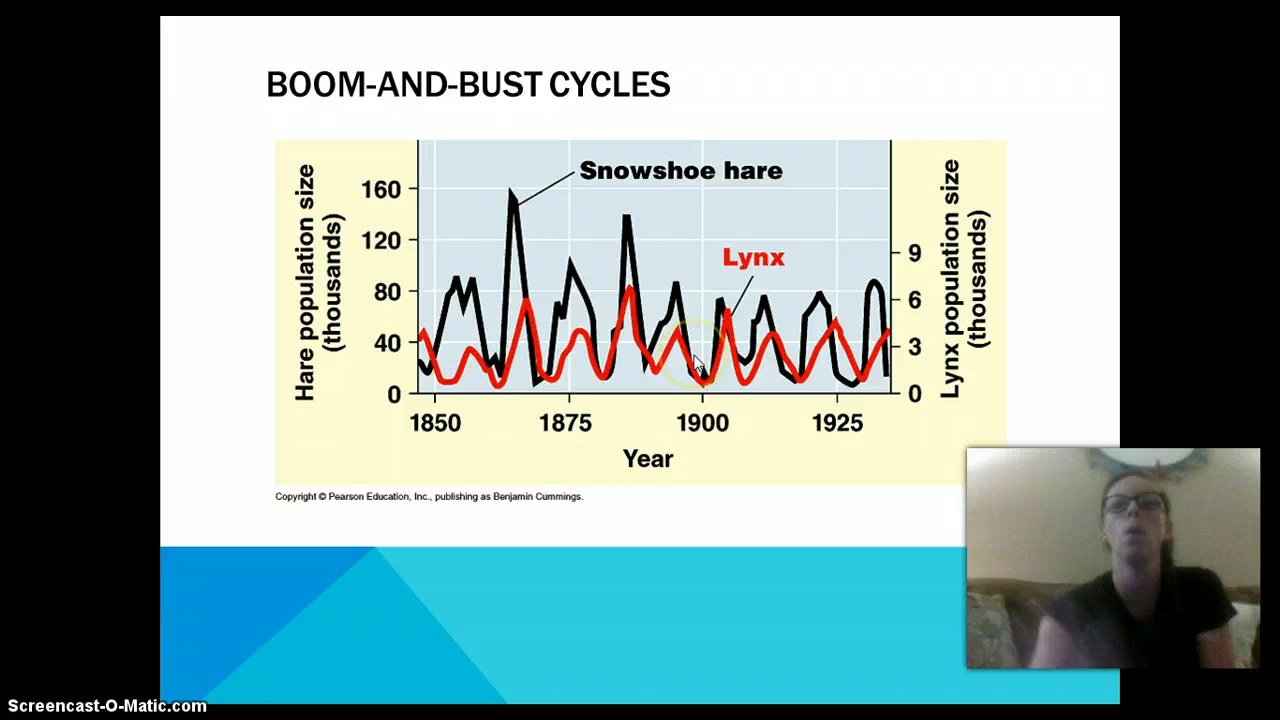 BOOM-AND-BUST CYCLES
Snowshoe hare
Lynx
Hare population size
(thousands)
160
120
80
40
0
9
6
3
0
Lynx population size
(thousands)
1850
1875
1900
1925
Year
Copyright © Pearson Education, Inc., publishing as Benjamin Cummings.
Screencast-O-Matic.com